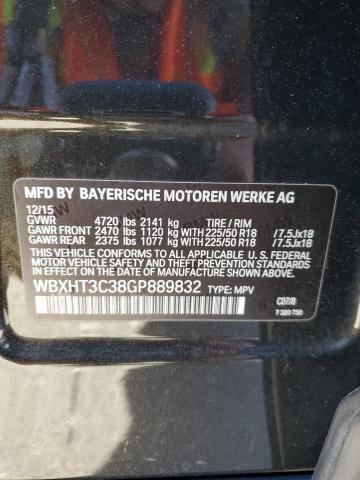 MFD BY BAYERISCHE MOTOREN WERKE AG
12/15
GVWR 4720 lbs 2141 kg TIRE / RIM
GAWR FRONT 2470 lbs 1120 kg WITH 225/50 R18 /7.5Jx18
GAWR REAR 2375 lbs 1077 kg WITH 225/50 R18 /7.5Jx18
THIS VEHICLE CONFORMS TO ALL APPLICABLE U.S. FEDERAL
MOTOR VEHICLE SAFETY, BUMPER, AND THEFT PREVENTION
STANDARDS IN EFFECT ON THE DATE OF MANUFACTURE
SHOWN ABOVE.
WBXHT3C38GP889832 TYPE: MPV
C07/8
7 320 730